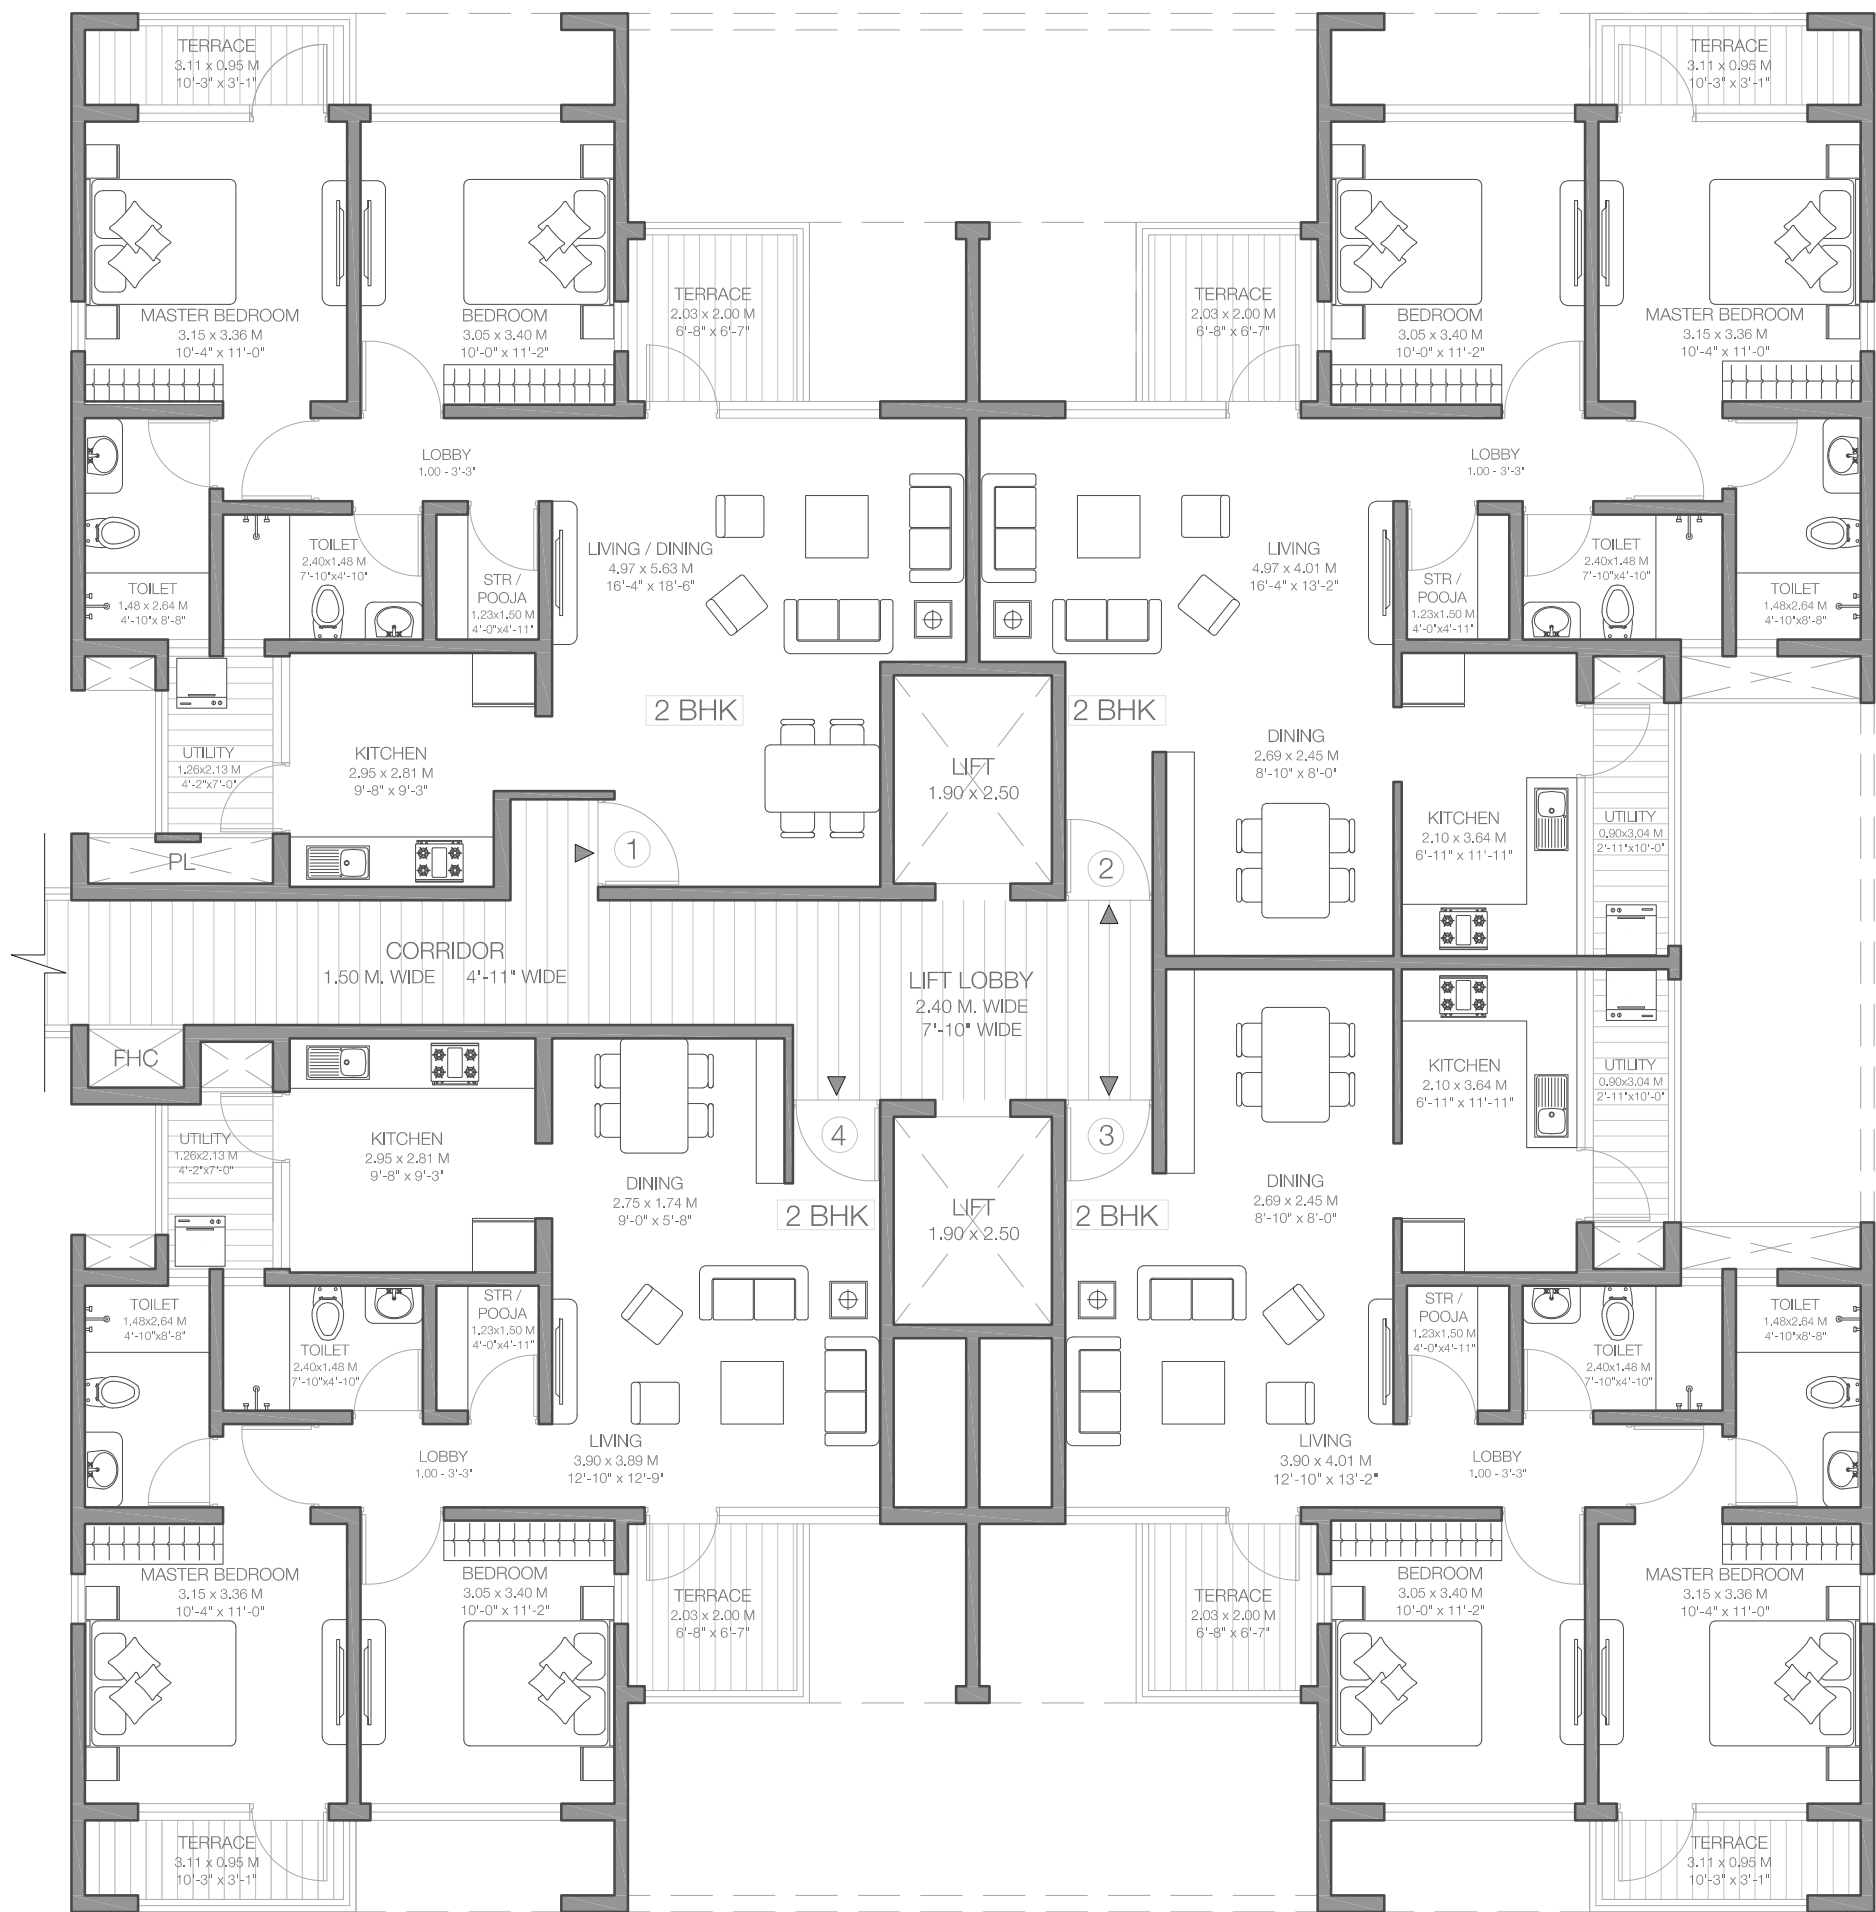 TERRACE
3.11 x 0.95 M
10'-3" x 3'-1"
TERRACE
3.11 x 0.95 M
10'-3" x 3'-1"
MASTER BEDROOM
3.15 x 3.36 M
10'-4" x 11'-0"
BEDROOM
3.05 x 3.40 M
10'-0" x 11'-2"
TERRACE
2.03 x 2.00 M
6'-8" x 6'-7"
TERRACE
2.03 x 2.00 M
6'-8" x 6'-7"
BEDROOM
3.05 x 3.40 M
10'-0" x 11'-2"
MASTER BEDROOM
3.15 x 3.36 M
10'-4" x 11'-0"
LOBBY
1.00 - 3'-3"
LOBBY
1.00 - 3'-3"
TOILET
1.48 x 2.64 M
4'-10" x 8'-8"
TOILET
2.40x1.48 M
7'-10"x4'-10"
STR /
POOJA
1.23x1.50 M
4'-0"x4'-11"
LIVING / DINING
4.97 x 5.63 M
16'-4" x 18'-6"
LIVING
4.97 x 4.01 M
16'-4" x 13'-2"
STR /
POOJA
1.23x1.50 M
4'-0"x4'-11"
TOILET
2.40x1.48 M
7'-10"x4'-10"
TOILET
1.48x2.64 M
4'-10"x8'-8"
2 BHK
2 BHK
UTILITY
1.26x2.13 M
4'-2"x7'-0"
KITCHEN
2.95 x 2.81 M
9'-8" x 9'-3"
LIFT
1.90 x 2.50
DINING
2.69 x 2.45 M
8'-10" x 8'-0"
KITCHEN
2.10 x 3.64 M
6'-11" x 11'-11"
UTILITY
0.90x3.04 M
2'-11"x10'-0"
PL
1
2
CORRIDOR
1.50 M. WIDE 4'-11" WIDE
LIFT LOBBY
2.40 M. WIDE
7'-10" WIDE
FHC
4
3
UTILITY
1.26x2.13 M
4'-2"x7'-0"
KITCHEN
2.95 x 2.81 M
9'-8" x 9'-3"
DINING
2.75 x 1.74 M
9'-0" x 5'-8"
2 BHK
LIFT
1.90 x 2.50
2 BHK
DINING
2.69 x 2.45 M
8'-10" x 8'-0"
KITCHEN
2.10 x 3.64 M
6'-11" x 11'-11"
UTILITY
0.90x3.04 M
2'-11"x10'-0"
TOILET
1.48x2.64 M
4'-10"x8'-8"
TOILET
2.40x1.48 M
7'-10"x4'-10"
STR /
POOJA
1.23x1.50 M
4'-0"x4'-11"
STR /
POOJA
1.23x1.50 M
4'-0"x4'-11"
TOILET
2.40x1.48 M
7'-10"x4'-10"
TOILET
1.48x2.64 M
4'-10"x8'-8"
LOBBY
1.00 - 3'-3"
LIVING
3.90 x 3.89 M
12'-10" x 12'-9"
LIVING
3.90 x 4.01 M
12'-10" x 13'-2"
LOBBY
1.00 - 3'-3"
MASTER BEDROOM
3.15 x 3.36 M
10'-4" x 11'-0"
BEDROOM
3.05 x 3.40 M
10'-0" x 11'-2"
TERRACE
2.03 x 2.00 M
6'-8" x 6'-7"
TERRACE
2.03 x 2.00 M
6'-8" x 6'-7"
BEDROOM
3.05 x 3.40 M
10'-0" x 11'-2"
MASTER BEDROOM
3.15 x 3.36 M
10'-4" x 11'-0"
TERRACE
3.11 x 0.95 M
10'-3" x 3'-1"
TERRACE
3.11 x 0.95 M
10'-3" x 3'-1"